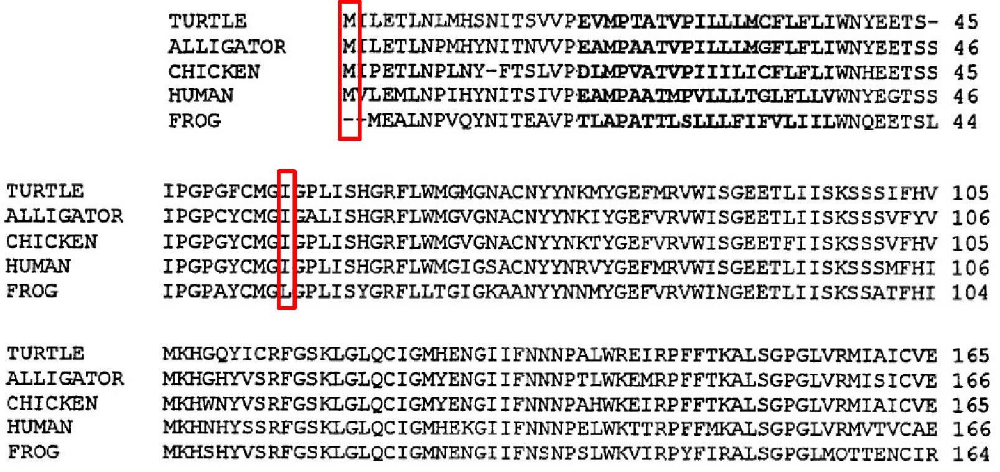 TURTLE MILETLNLMHSNITSVVPEVMPTATVPILLLMCFLFLIWNYEETS- 45
ALLIGATOR MILETLNPMHYNITNVVPEAMPAATVPILLLMGFLFLIWNYEETSS 46
CHICKEN MIPETLNPLNY-FTSLVPDLMPVATVPIIILICFLFLIWNHEETSS 45
HUMAN MVLEMLNPIHYNITSIVPEAMPAATMPVLLLTGLFLLVWNYEGTSS 46
FROG --MEALNPVQYNITEAVPTLAPATTLSLLLFIFVLIILWNQEETSL 44
TURTLE IPGPGFCMGIGPLISHGRFLWMGMGNACNYYNKMYGEFMRVWISGEETLIISKSSSIFHV 105
ALLIGATOR IPGPCYCMGIGALISHGRFLWMGVGNACNYYNKIYGEFVRVWISGEETLIISKSSSVFYV 106
CHICKEN IPGPGYCMGIGPLISHGRFLWMGVGNACNYYNKTYGEFVRVWISGEETFIISKSSSVFHV 105
HUMAN IPGPGYCMGIGPLISHGRFLWMGIGSACNYYNRVYGEFMRVWISGEETLIISKSSSMFHI 106
FROG IPGPAYCMGLGPLISYGRFLLTGIGKAANYYNNMYGEFVRVWINGEETLIISKSSATFHI 104
TURTLE MKHGQYICRFGSKLGLQCIGMHENGIIFNNNPALWREIRPFFTKALSGPGLVRMIAICVE 165
ALLIGATOR MKHGHYVSRFGSKLGLQCIGMYENGIIFNNNPTLWKEMRPFFTKALSGPGLVRMISICVE 166
CHICKEN MKHWNYVSRFGSKLGLQCIGMYENGIIFNNNPAHWKEIRPFFTKALSGPGLVRMIAICVE 165
HUMAN MKHNHYSSRFGSKLGLQCIGMHEKGIIFNNNPELWKTTRPFFMKALSGPGLVRMVTVCAE 166
FROG MKHSHYVSRFGSKLGLQCIGMNENGIIFNSNPSLWKVIRPYFIRALSGPGLMOTTENCIR 164